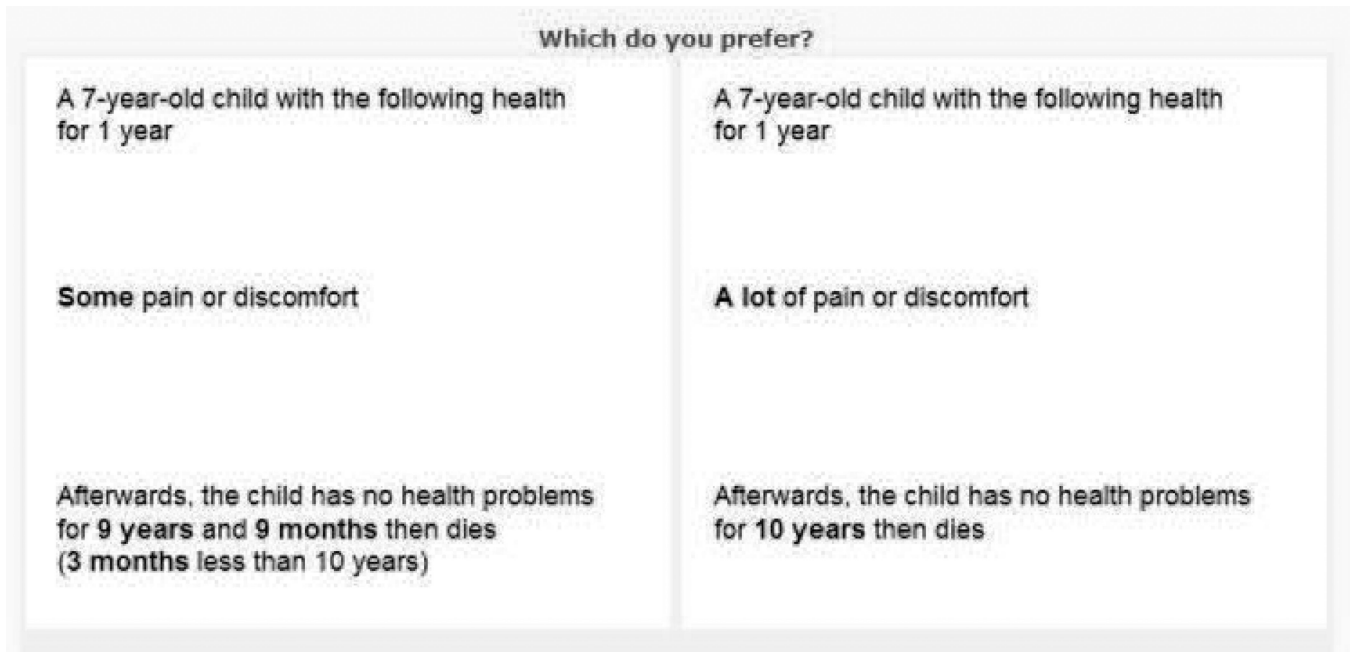 Which do you prefer?
A 7-year-old child with the following health
for 1 year
Some pain or discomfort
Afterwards, the child has no health problems
for 9 years and 9 months then dies
(3 months less than 10 years)
A 7-year-old child with the following health
for 1 year
A lot of pain or discomfort
Afterwards, the child has no health problems
for 10 years then dies